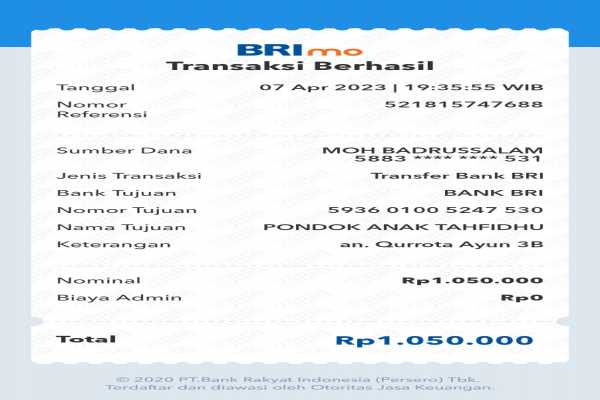 BRImo
Transaksi Berhasil
Tanggal 07 Apr 2023 | 19:35:55 WIB
Nomor Referensi 521815747688
Sumber Dana MOH BADRUSSALAM
5883 **** **** 531
Jenis Transaksi Transfer Bank BRI
Bank Tujuan BANK BRI
Nomor Tujuan 5936 0100 5247 530
Nama Tujuan PONDOK ANAK TAHFIDHU
Keterangan an. Qurrota Ayun 3B
Nominal Rp1.050.000
Biaya Admin Rp0
Total Rp1.050.000
© 2020 PT.Bank Rakyat Indonesia (Persero) Tbk.
Terdaftar dan diawasi oleh Otoritas Jasa Keuangan.